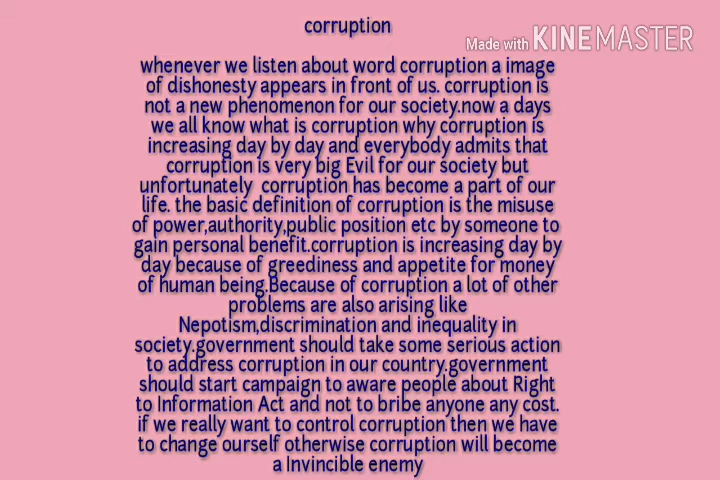 corruption
Made with KINEMASTER
whenever we listen about word corruption a image
of dishonesty appears in front of us. corruption is
not a new phenomenon for our society.now a days
we all know what is corruption why corruption is
increasing day by day and everybody admits that
corruption is very big Evil for our society but
unfortunately corruption has become a part of our
life. the basic definition of corruption is the misuse
of power,authority,public position etc by someone to
gain personal benefit.corruption is increasing day by
day because of greediness and appetite for money
of human being.Because of corruption a lot of other
problems are also arising like
Nepotism,discrimination and inequality in
society.government should take some serious action
to address corruption in our country.government
should start campaign to aware people about Right
to Information Act and not to bribe anyone any cost.
if we really want to control corruption then we have
to change ourself otherwise corruption will become
a Invincible enemy